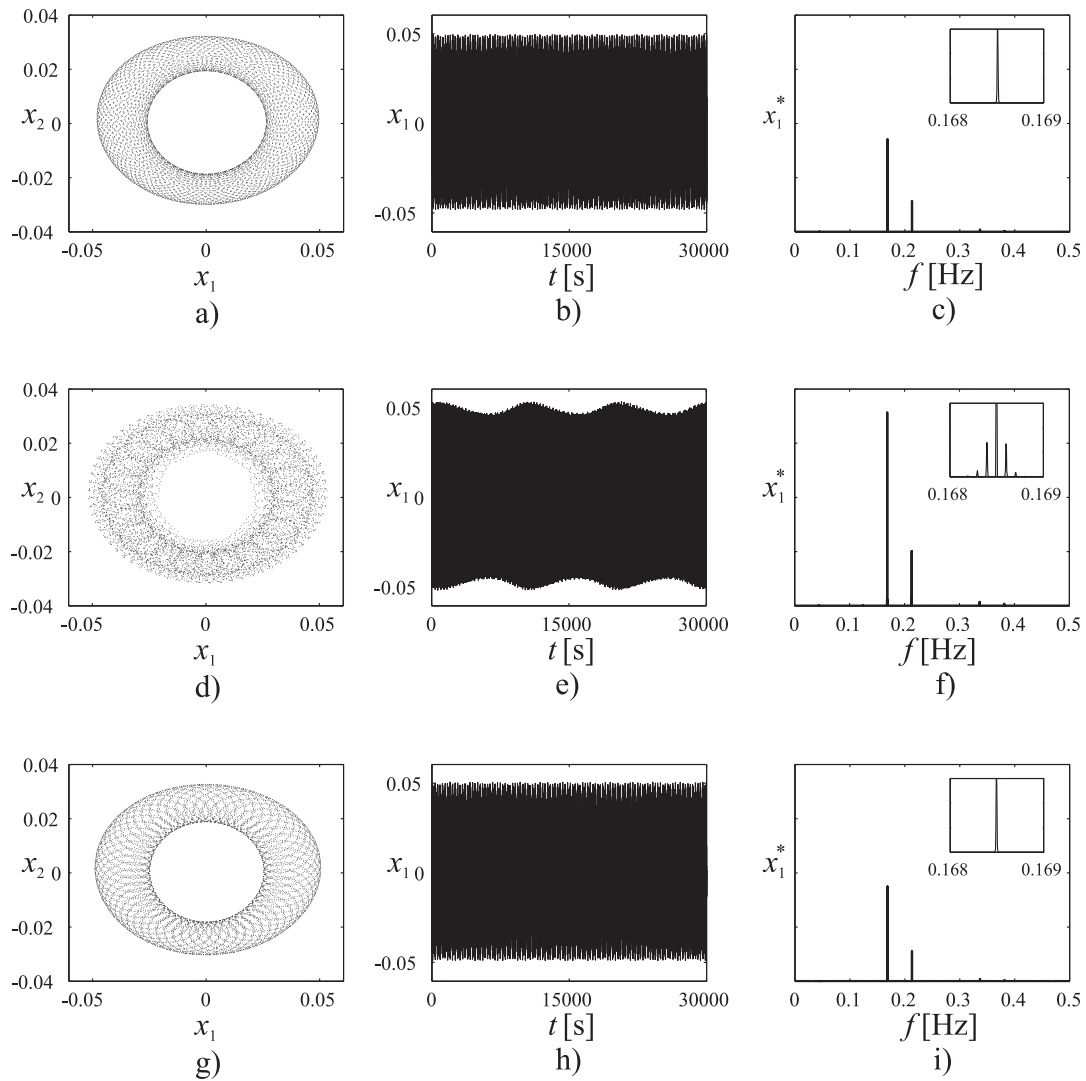 0.04
0.02
x2 0
-0.02
-0.04
-0.05 0 0.05
x1
a)
0.05
x1 0
-0.05
0 15000 30000
t [s]
b)
x1*
0.168 0.169
0 0.1 0.2 0.3 0.4 0.5
f [Hz]
c)
0.04
0.02
x2 0
-0.02
-0.04
-0.05 0 0.05
x1
d)
0.05
x1 0
-0.05
0 15000 30000
t [s]
e)
x1*
0.168 0.169
0 0.1 0.2 0.3 0.4 0.5
f [Hz]
f)
0.04
0.02
x2 0
-0.02
-0.04
-0.05 0 0.05
x1
g)
0.05
x1 0
-0.05
0 15000 30000
t [s]
h)
x1*
0.168 0.169
0 0.1 0.2 0.3 0.4 0.5
f [Hz]
i)